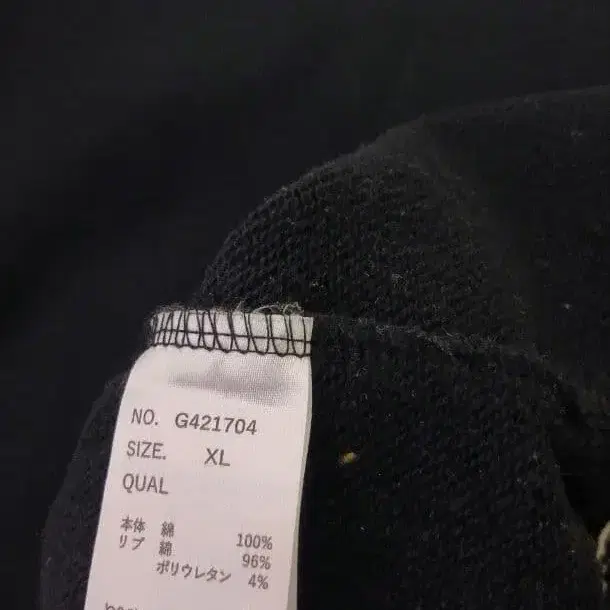 NO. G421704
SIZE. XL
QUAL
本体 綿 100%
リブ 綿 96%
ポリウレタン 4%